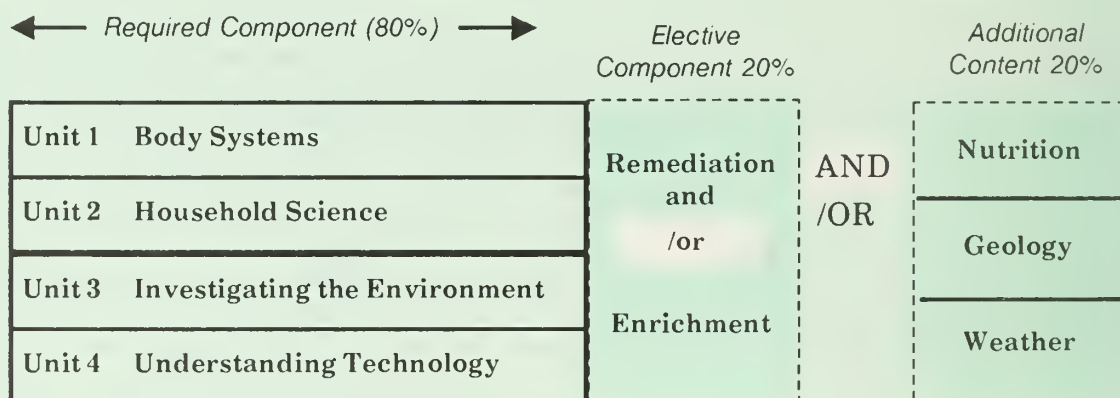 Required Component (80%)
Elective
Component 20%
Additional
Content 20%
Unit 1 Body Systems
Unit 2 Household Science
Unit 3 Investigating the Environment
Unit 4 Understanding Technology
Remediation
and
/or
Enrichment
AND
/OR
Nutrition
Geology
Weather